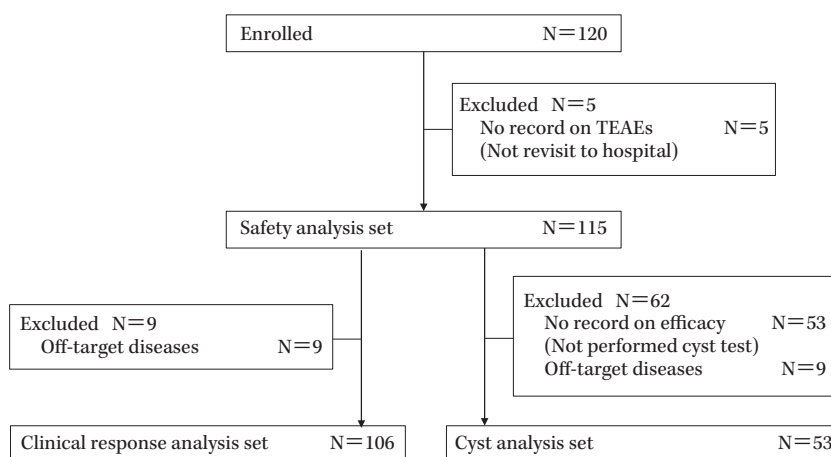 Enrolled N=120
Excluded N=5
No record on TEAEs N=5
(Not revisit to hospital)
Safety analysis set N=115
Excluded N=9
Off-target diseases N=9
Excluded N=62
No record on efficacy N=53
(Not performed cyst test)
Off-target diseases N=9
Clinical response analysis set N=106
Cyst analysis set N=53